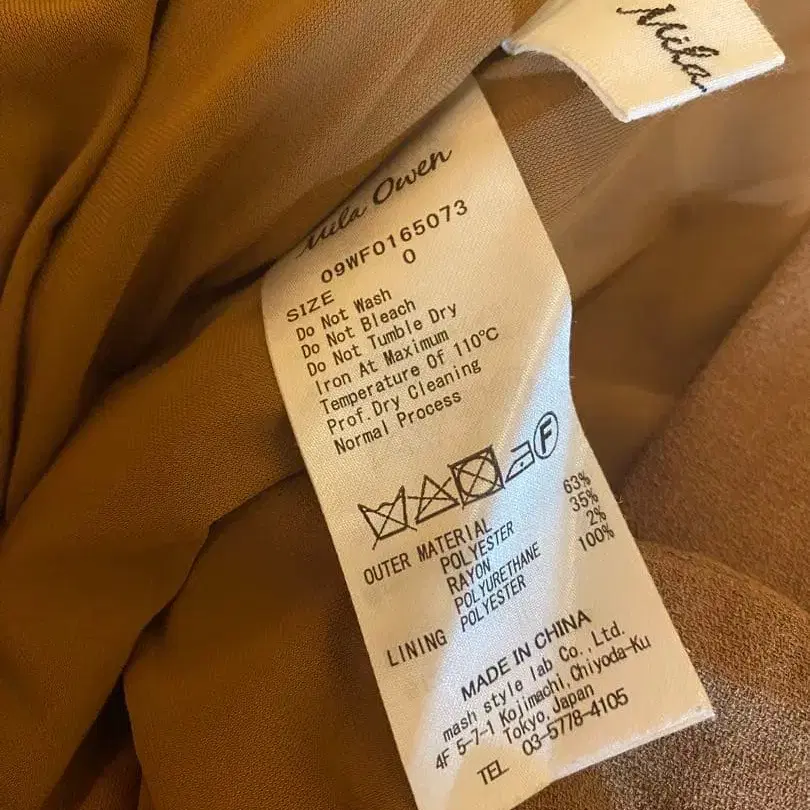 Mila
Mila Owen
09WF0165073
SIZE 0
Do Not Wash
Do Not Bleach
Do Not Tumble Dry
Iron At Maximum
Temperature Of 110℃
Prof.Dry Cleaning
Normal Process
F
OUTER MATERIAL
POLYESTER 63%
RAYON 35%
POLYURETHANE 2%
LINING POLYESTER 100%
MADE IN CHINA
mash style lab Co.,Ltd.
4F 5-7-1 Kojimachi,Chiyoda-Ku
Tokyo,Japan
TEL 03-5778-4105